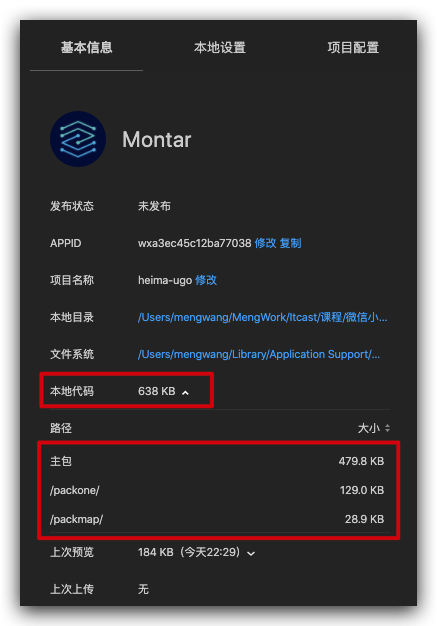 基本信息 本地设置 项目配置
Montar
发布状态 未发布
APPID wxa3ec45c12ba77038 修改 复制
项目名称 heima-ugo 修改
本地目录 /Users/mengwang/MengWork/Itcast/课程/微信小...
文件系统 /Users/mengwang/Library/Application Support/...
本地代码 638 KB
路径 大小
主包 479.8 KB
/packone/ 129.0 KB
/packmap/ 28.9 KB
上次预览 184 KB（今天22:29）
上次上传 无